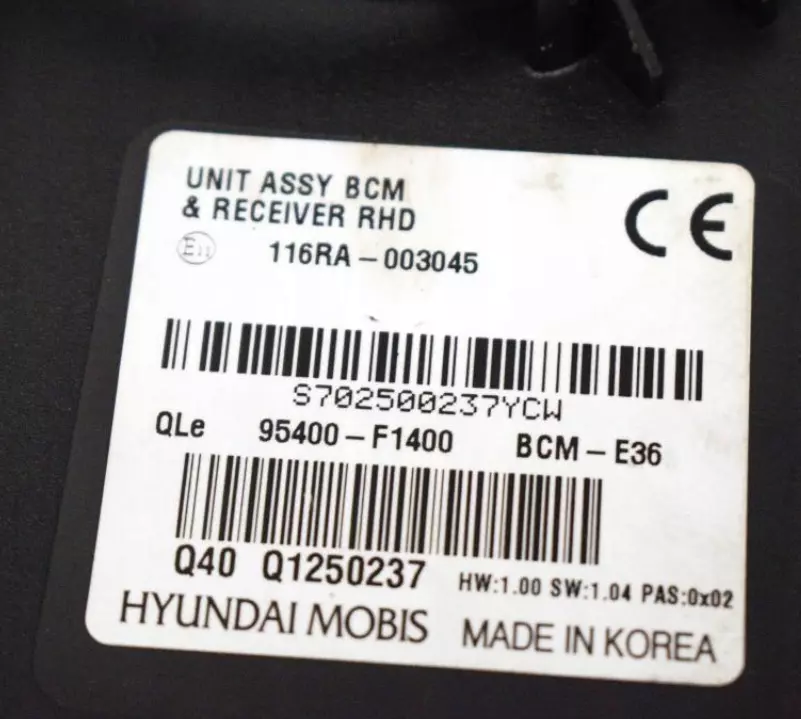 UNIT ASSY BCM
& RECEIVER RHD
CE
E11 116RA-003045
S702500237YCW
QLe 95400-F1400 BCM-E36
Q40 Q1250237 HW:1.00 SW:1.04 PAS:0x02
HYUNDAI MOBIS MADE IN KOREA